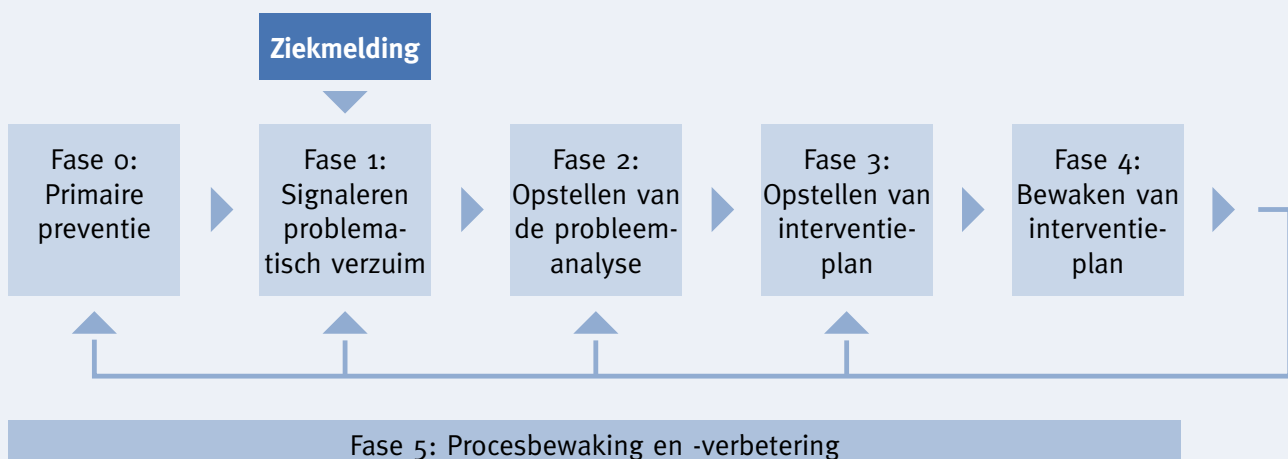 Ziekmelding
Fase 0:
Primaire
preventie
Fase 1:
Signaleren
problema-
tisch verzuim
Fase 2:
Opstellen van
de probleem-
analyse
Fase 3:
Opstellen van
interventie-
plan
Fase 4:
Bewaken van
interventie-
plan
Fase 5: Procesbewaking en -verbetering